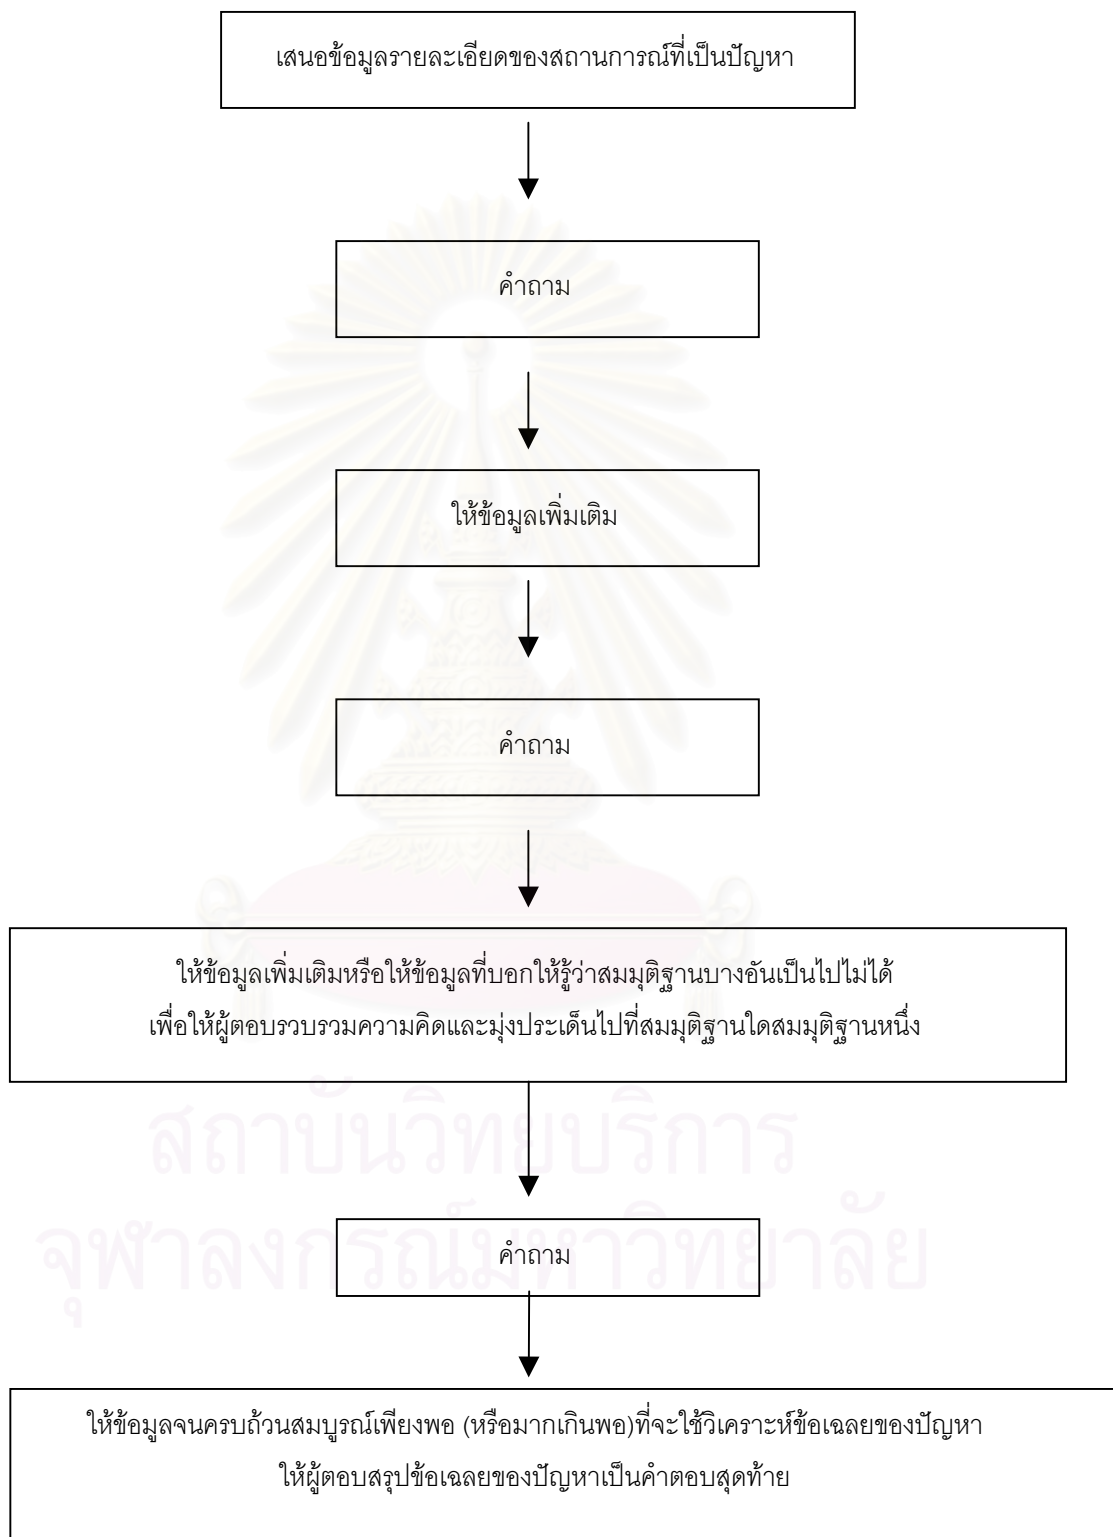 เสนอข้อมูลรายละเอียดของสถานการณ์ที่เป็นปัญหา
คำถาม
ให้ข้อมูลเพิ่มเติม
คำถาม
ให้ข้อมูลเพิ่มเติมหรือให้ข้อมูลที่บอกให้รู้ว่าสมมุติฐานบางอันเป็นไปไม่ได้
เพื่อให้ผู้ตอบรวบรวมความคิดและมุ่งประเด็นไปที่สมมุติฐานใดสมมุติฐานหนึ่ง
สถาบันวิทยบริการ
จุฬาลงกรณ์มหาวิทยาลัย
คำถาม
ให้ข้อมูลจนครบถ้วนสมบูรณ์เพียงพอ (หรือมากเกินพอ)ที่จะใช้วิเคราะห์ข้อเฉลยของปัญหา
ให้ผู้ตอบสรุปข้อเฉลยของปัญหาเป็นคำตอบสุดท้าย